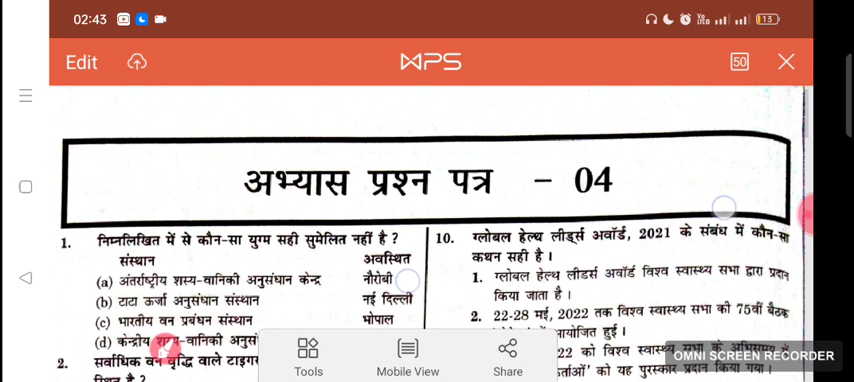 02:43
13
Edit
WPS
50
अभ्यास प्रश्न पत्र - 04
1. निम्नलिखित में से कौन-सा युग्म सही सुमेलित नहीं है ?
संस्थान अवस्थित
(a) अंतर्राष्ट्रीय शस्य-वानिकी अनुसंधान केन्द्र नौरोबी
(b) टाटा ऊर्जा अनुसंधान संस्थान नई दिल्ली
(c) भारतीय वन प्रबंधन संस्थान भोपाल
(d) केन्द्रीय
2. सर्वाधिक वन वृद्धि वाले टाइगर
10. ग्लोबल हेल्थ लीडर्स अवॉर्ड, 2021 के संबंध में कौन-सा
कथन सही है ।
1. ग्लोबल हेल्थ लीडर्स अवॉर्ड विश्व स्वास्थ्य सभा द्वारा प्रदान
किया जाता है ।
2. 22-28 मई, 2022 तक विश्व स्वास्थ्य सभा की 75वीं बैठक
आयोजित हुई ।
22 को विश्व स्वास्थ्य सभा के
को यह पुरस्कार प्रदान किया गया।
Tools
Mobile View
Share
OMNI SCREEN RECORDER